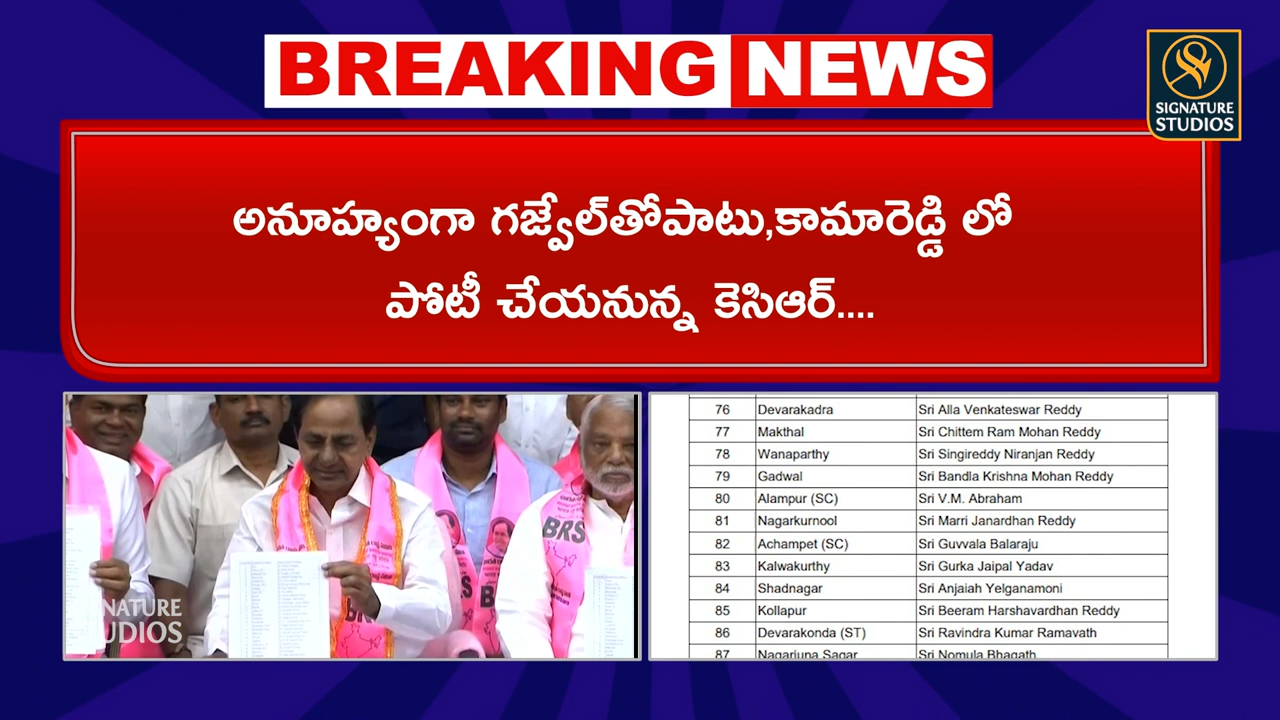 BREAKING NEWS
SIGNATURE
STUDIOS
అనూహ్యంగా గజ్వేల్‌తోపాటు,కామారెడ్డి లో
పోటీ చేయనున్న కెసిఆర్....
BRS
NATURE
UDIOS
76 Devarakadra Sri Alla Venkateswar Reddy
77 Makthal Sri Chittem Ram Mohan Reddy
78 Wanaparthy Sri Singireddy Niranjan Reddy
79 Gadwal Sri Bandla Krishna Mohan Reddy
80 Alampur (SC) Sri V.M. Abraham
81 Nagarkurnool Sri Marri Janardhan Reddy
82 Achampet (SC) Sri Guvvala Balaraju
83 Kalwakurthy Sri Gurka Jaipal Yadav
84 Shadnagar Sri Anjaiah Yelganamoni
85 Kollapur Sri Beeram Harshavardhan Reddy
86 Devarakonda (ST) Sri Ravindra Kumar Ramavath
87 Nagarjuna Sagar Sri Nomula Bhagath